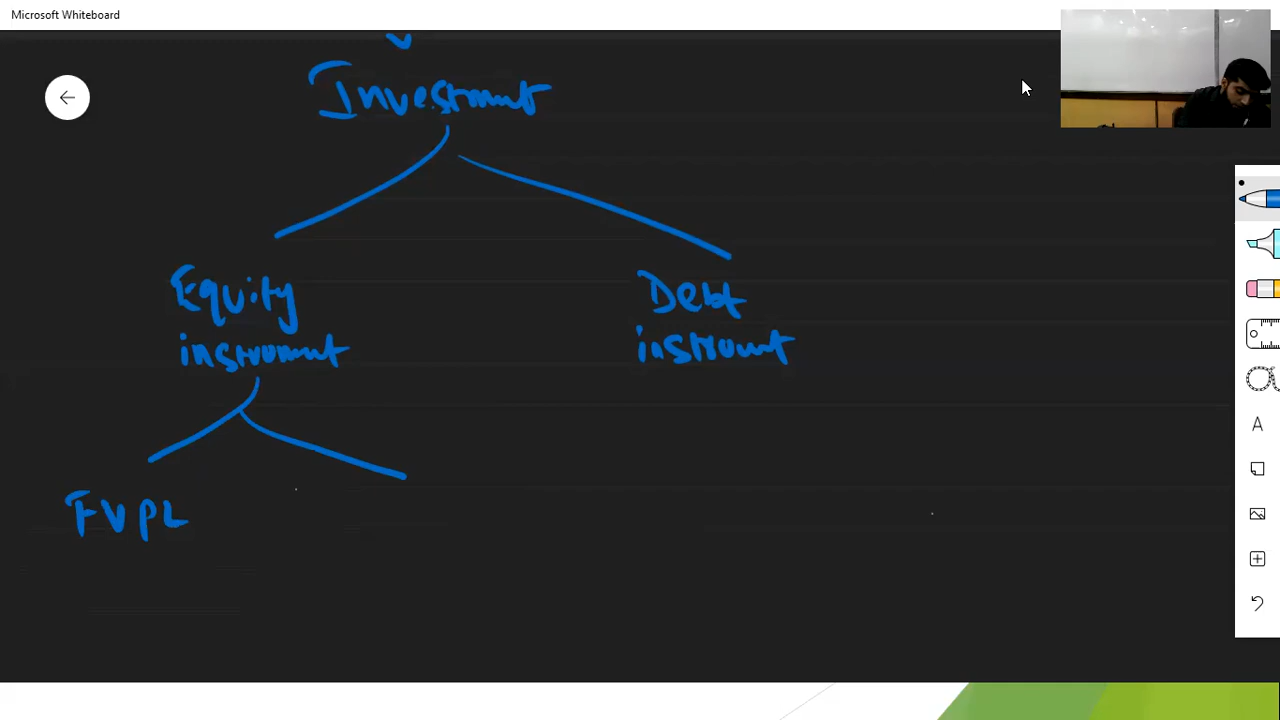 Microsoft Whiteboard
Investment
Equity
instrument
Debt
instrument
FVPL
A